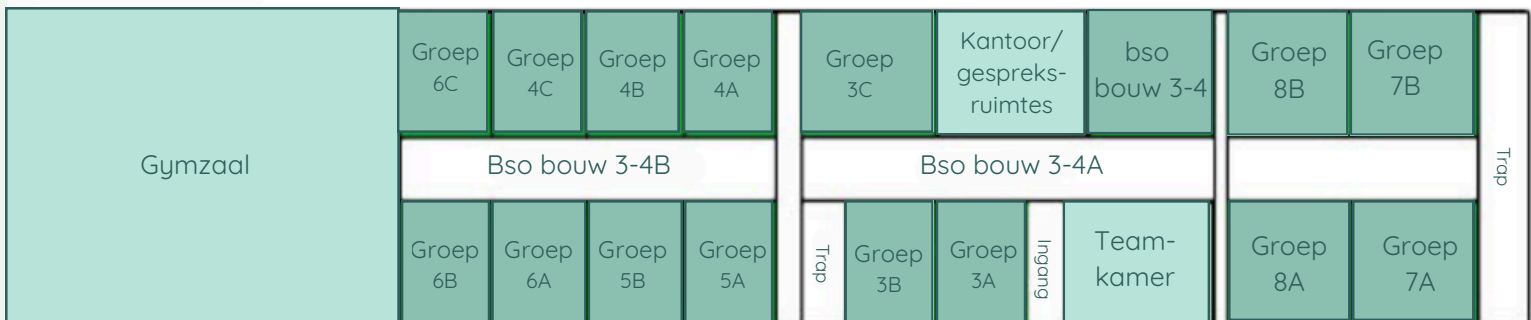 Gymzaal
Groep
6C
Groep
4C
Groep
4B
Groep
4A
Groep
3C
Kantoor/
gespreks-
ruimtes
bso
bouw 3-4
Groep
8B
Groep
7B
Bso bouw 3-4B
Bso bouw 3-4A
Trap
Groep
6B
Groep
6A
Groep
5B
Groep
5A
Trap
Groep
3B
Groep
3A
Ingang
Team-
kamer
Groep
8A
Groep
7A